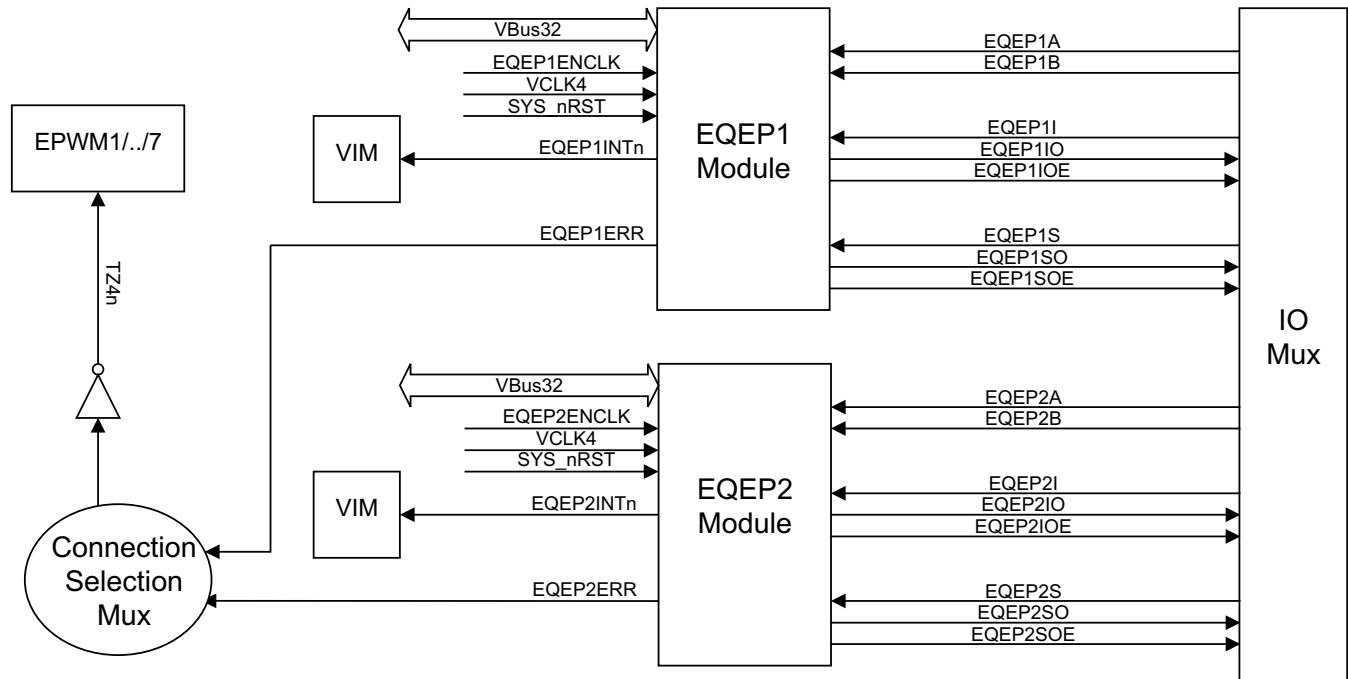 VBus32
EQEP1ENCLK
VCLK4
SYS_nRST
EPWM1/../7
VIM
EQEP1INTn
EQEP1ERR
EQEP1
Module
EQEP1A
EQEP1B
EQEP1I
EQEP1IO
EQEP1IOE
EQEP1S
EQEP1SO
EQEP1SOE
TZ4n
IO
Mux
VBus32
EQEP2ENCLK
VCLK4
SYS_nRST
VIM
EQEP2INTn
EQEP2ERR
EQEP2
Module
EQEP2A
EQEP2B
EQEP2I
EQEP2IO
EQEP2IOE
EQEP2S
EQEP2SO
EQEP2SOE
Connection
Selection
Mux